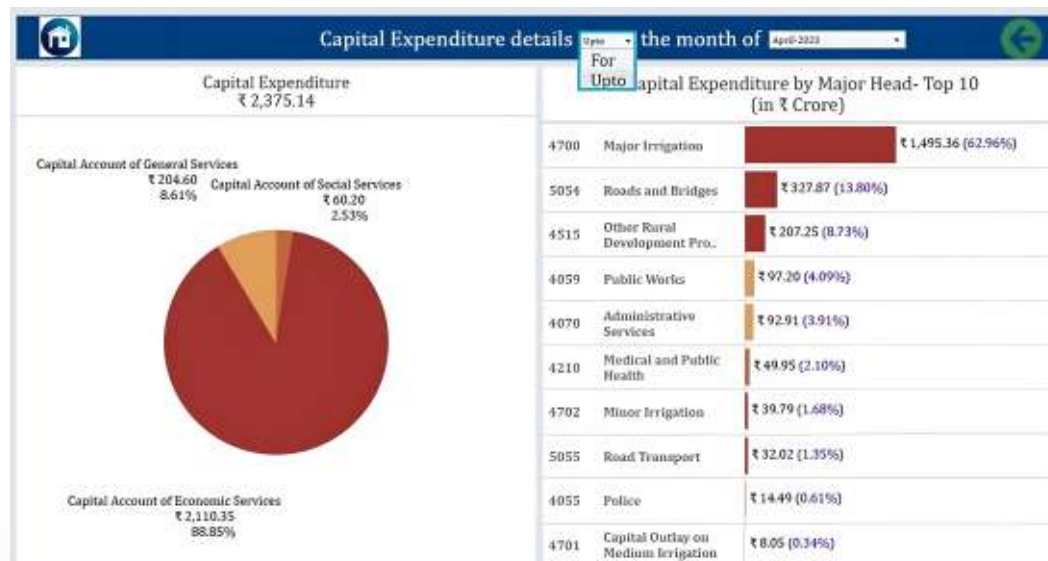 Capital Expenditure details Upto the month of April-2023
For
Upto
Capital Expenditure
₹ 2,375.14
Capital Account of General Services
₹ 204.60
8.61%
Capital Account of Social Services
₹ 60.20
2.53%
Capital Account of Economic Services
₹ 2,110.35
88.85%
apital Expenditure by Major Head- Top 10
(in ₹ Crore)
4700 Major Irrigation ₹ 1,495.36 (62.96%)
5054 Roads and Bridges ₹ 327.87 (13.80%)
4515 Other Rural
Development Pro.. ₹ 207.25 (8.73%)
4059 Public Works ₹ 97.20 (4.09%)
4070 Administrative
Services ₹ 92.91 (3.91%)
4210 Medical and Public
Health ₹ 49.95 (2.10%)
4702 Minor Irrigation ₹ 39.79 (1.68%)
5055 Road Transport ₹ 32.02 (1.35%)
4055 Police ₹ 14.49 (0.61%)
4701 Capital Outlay on
Medium Irrigation ₹ 8.05 (0.34%)